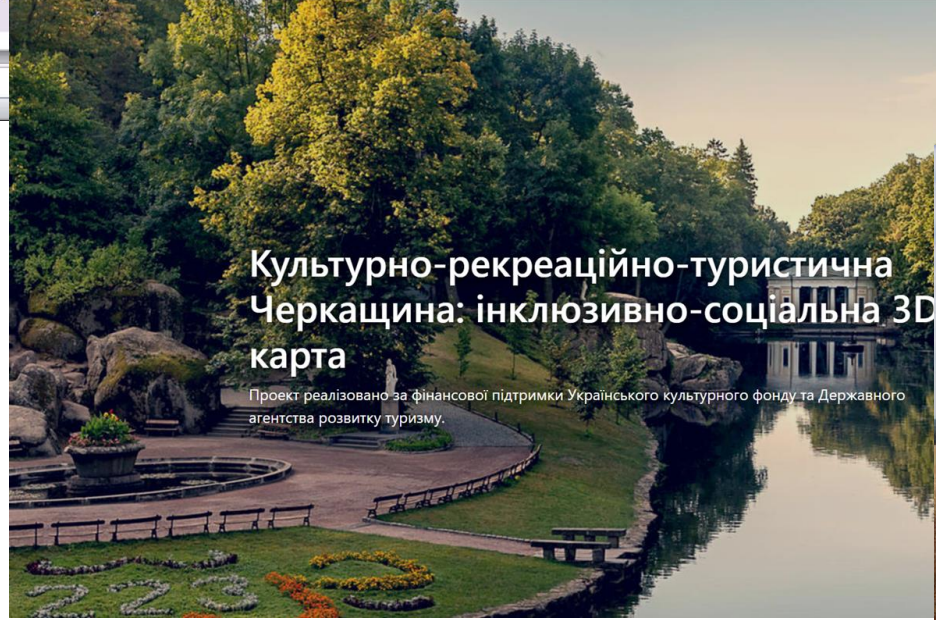 Культурно-рекреаційно-туристична
Черкащина: інклюзивно-соціальна 3D
карта
Проект реалізовано за фінансової підтримки Українського культурного фонду та Державного
агентства розвитку туризму.
223